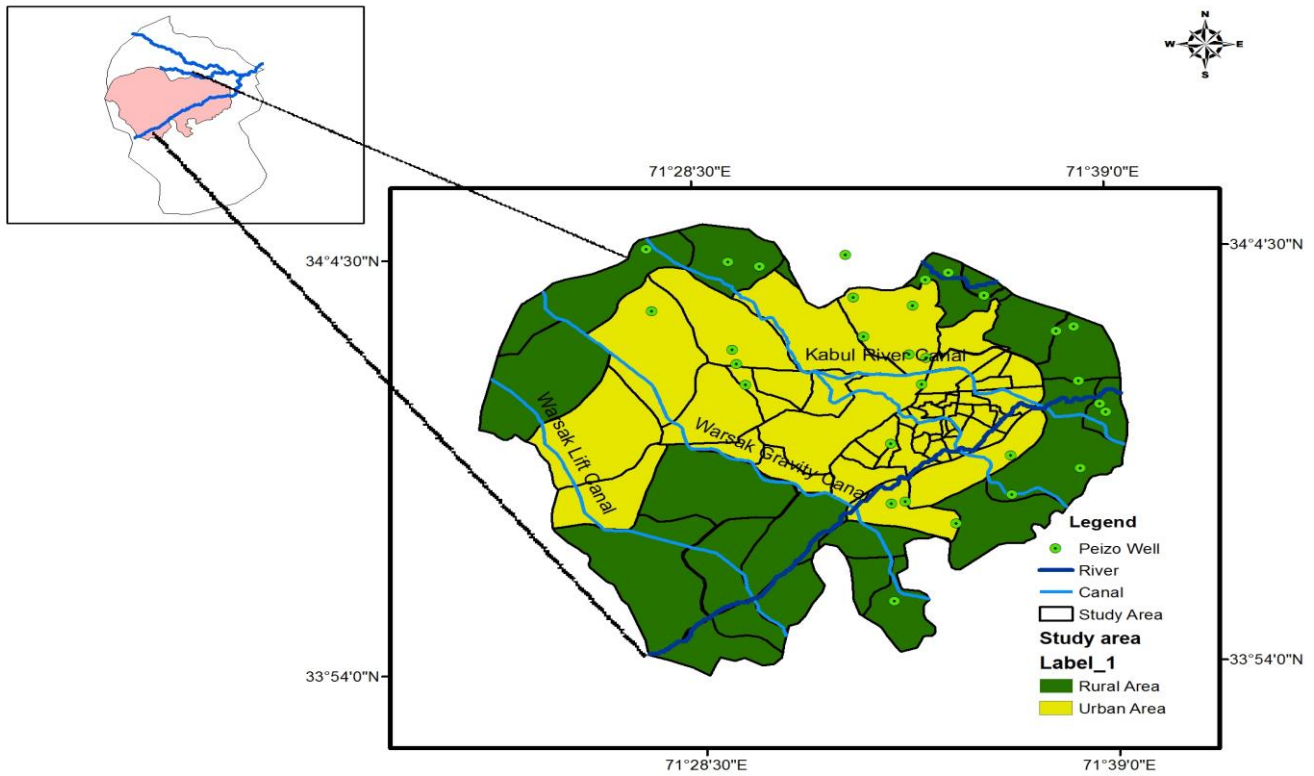 N
W E
S
71°28'30"E 71°39'0"E
34°4'30"N 34°4'30"N
Kabul River Canal
Warsak Gravity Canal
Warsak Lift Canal
Legend
Peizo Well
River
Canal
Study Area
Study area
Label_1
Rural Area
Urban Area
33°54'0"N 33°54'0"N
71°28'30"E 71°39'0"E